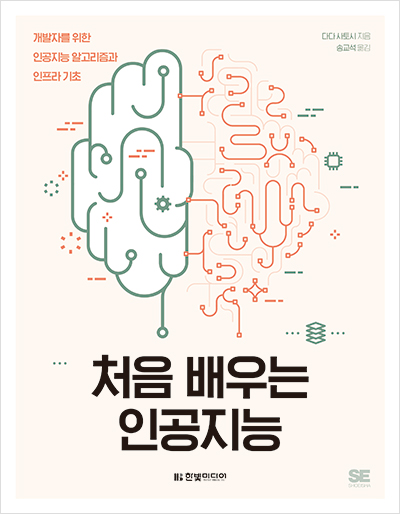 개발자를 위한
인공지능 알고리즘과
인프라 기초
다다 사토시 지음
송교석 옮김
처음 배우는
인공지능
한빛미디어
SE
SHOEISHA